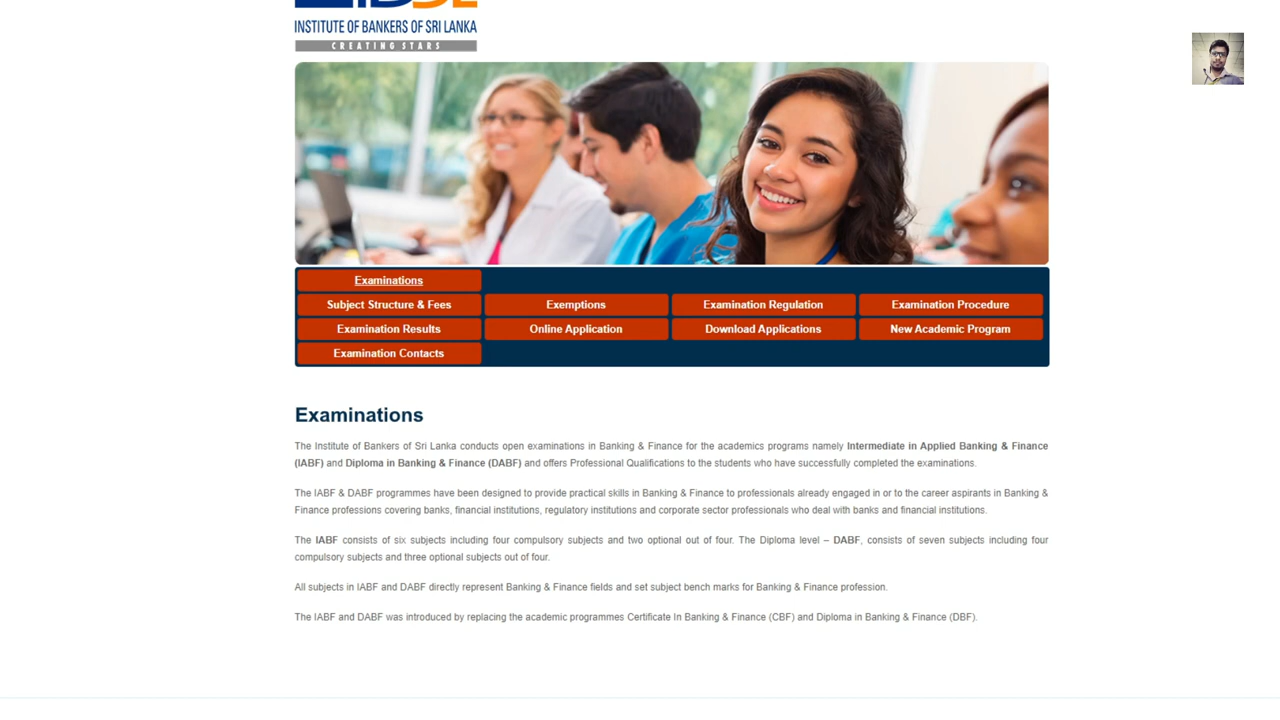 INSTITUTE OF BANKERS OF SRI LANKA
CREATING STARS
Examinations
Subject Structure & Fees
Exemptions
Examination Regulation
Examination Procedure
Examination Results
Online Application
Download Applications
New Academic Program
Examination Contacts
Examinations
The Institute of Bankers of Sri Lanka conducts open examinations in Banking & Finance for the academics programs namely Intermediate in Applied Banking & Finance
(IABF) and Diploma in Banking & Finance (DABF) and offers Professional Qualifications to the students who have successfully completed the examinations.
The IABF & DABF programmes have been designed to provide practical skills in Banking & Finance to professionals already engaged in or to the career aspirants in Banking &
Finance professions covering banks, financial institutions, regulatory institutions and corporate sector professionals who deal with banks and financial institutions.
The IABF consists of six subjects including four compulsory subjects and two optional out of four. The Diploma level – DABF, consists of seven subjects including four
compulsory subjects and three optional subjects out of four.
All subjects in IABF and DABF directly represent Banking & Finance fields and set subject bench marks for Banking & Finance profession.
The IABF and DABF was introduced by replacing the academic programmes Certificate In Banking & Finance (CBF) and Diploma in Banking & Finance (DBF).